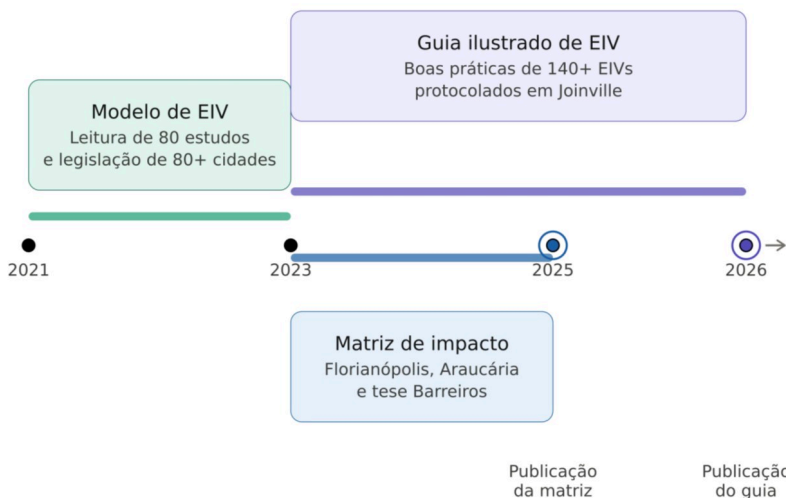 Guia ilustrado de EIV
Boas práticas de 140+ EIVs
protocolados em Joinville
Modelo de EIV
Leitura de 80 estudos
e legislação de 80+ cidades
2021
2023
2025
2026
Matriz de impacto
Florianópolis, Araucária
e tese Barreiros
Publicação
da matriz
Publicação
do guia